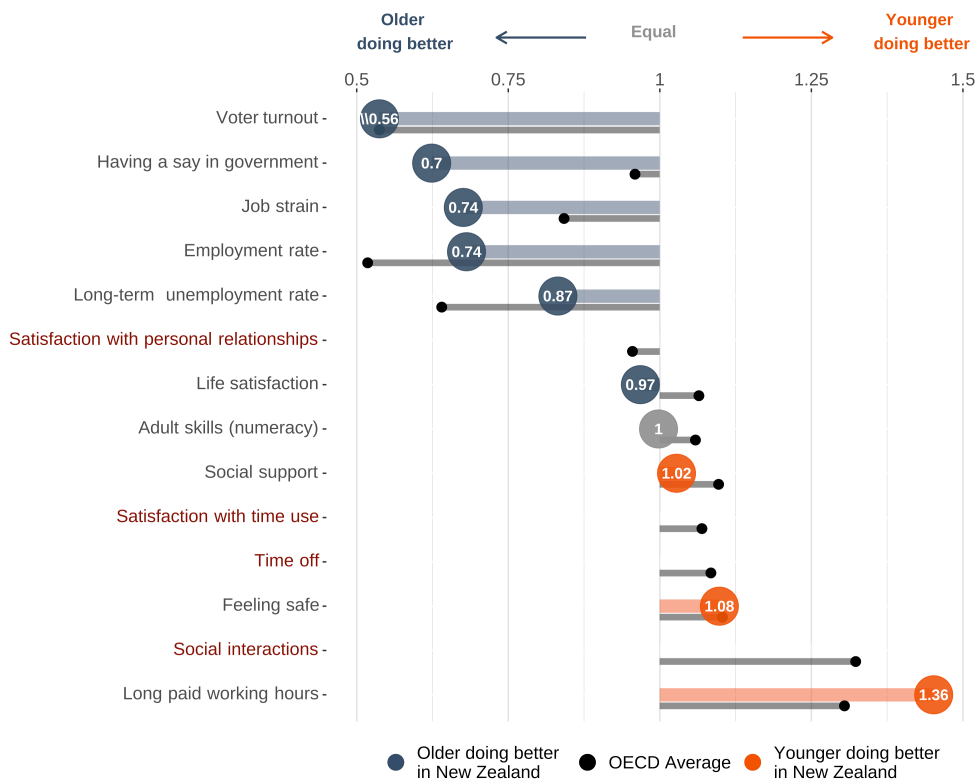 Older
doing better
Equal
Younger
doing better
0.5 0.75 1 1.25 1.5
Voter turnout - \\0.56
Having a say in government - 0.7
Job strain - 0.74
Employment rate - 0.74
Long-term unemployment rate - 0.87
Satisfaction with personal relationships -
Life satisfaction - 0.97
Adult skills (numeracy) - 1
Social support - 1.02
Satisfaction with time use -
Time off -
Feeling safe - 1.08
Social interactions -
Long paid working hours - 1.36
Older doing better
in New Zealand
OECD Average
Younger doing better
in New Zealand